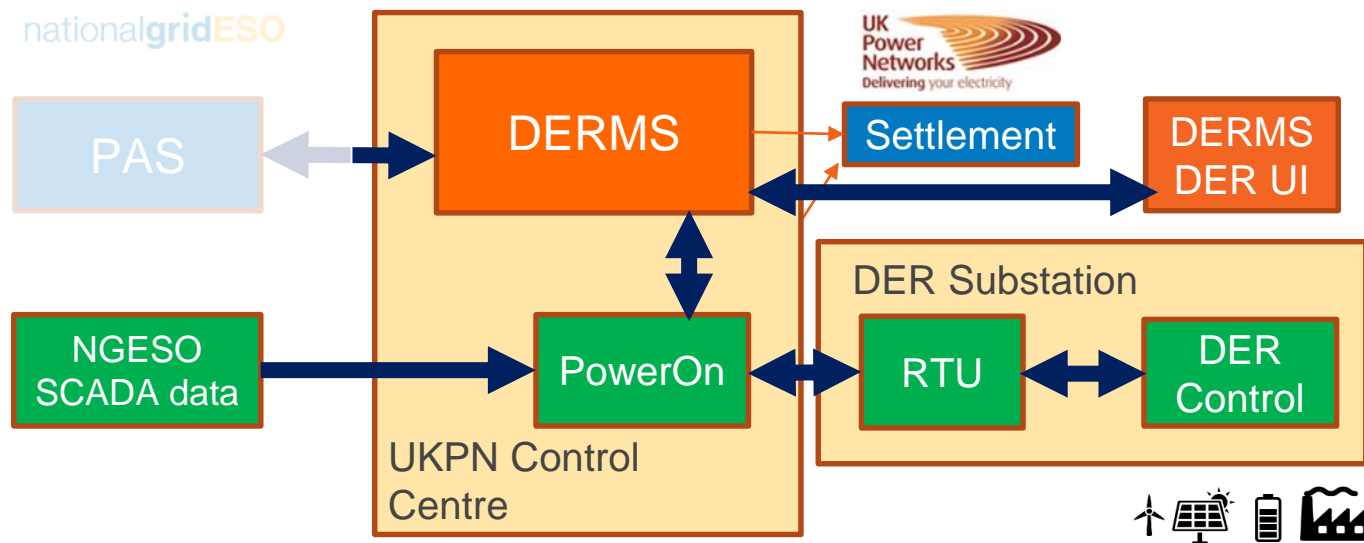 nationalgridESO
UK
Power
Networks
Delivering your electricity
PAS
DERMS
Settlement
DERMS
DER UI
DER Substation
NGESO
SCADA data
PowerOn
RTU
DER
Control
UKPN Control
Centre